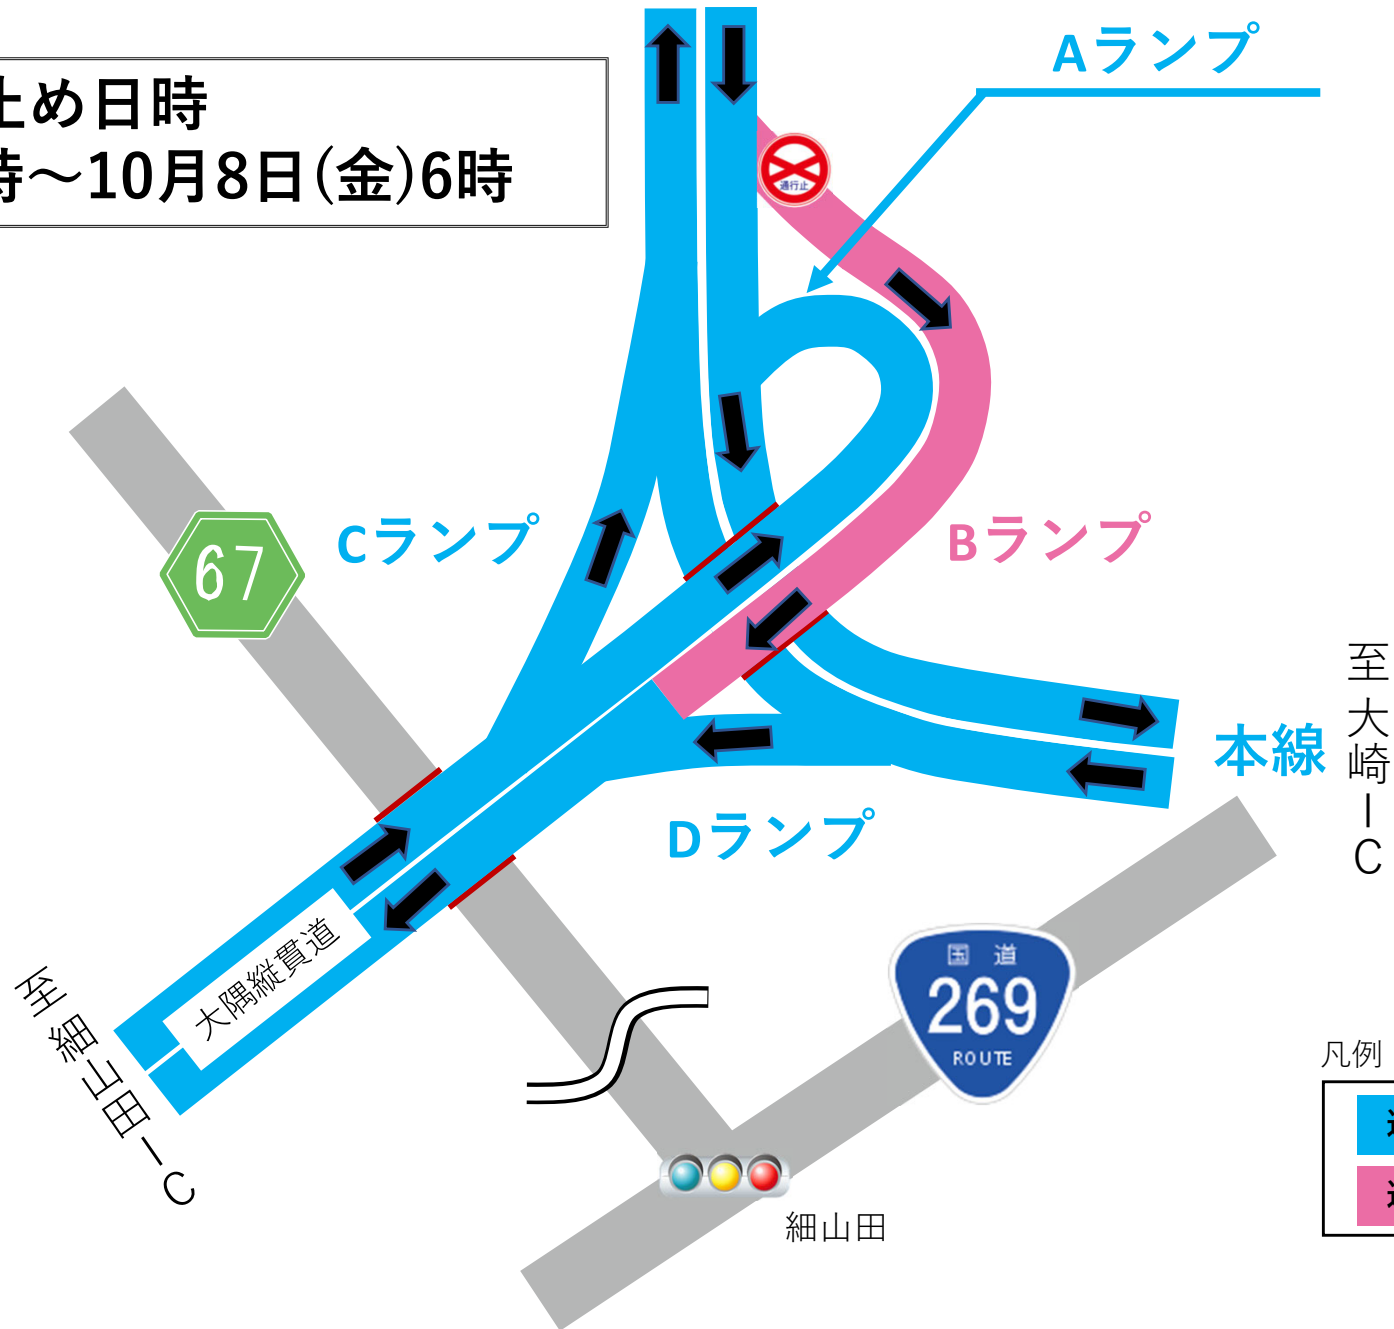 止め日時
時～10月8日(金)6時
Aランプ
通行止
Cランプ
67
Bランプ
本線
至大崎IC
Dランプ
大隅縦貫道
至細山田IC
国道
269
ROUTE
細山田
凡例